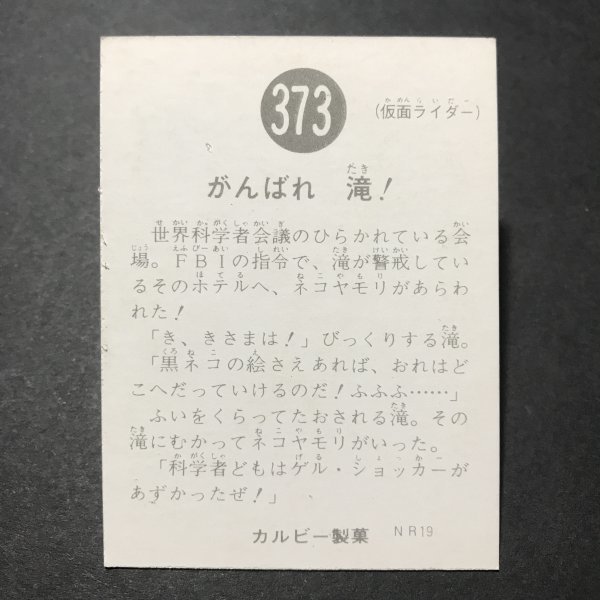 373
(仮面ライダー)
がんばれ 滝!
世界科学者会議のひらかれている会
場。FBIの指令で、滝が警戒してい
るそのホテルへ、ネコヤモリがあらわ
れた!
「き、きさまは!」びっくりする滝。
「黒ネコの絵さえあれば、おれはど
こへだっていけるのだ!ふふふ……」
ふいをくらってたおされる滝。その
滝にむかってネコヤモリがいった。
「科学者どもはゲル・ショッカーが
あずかったぜ!」
カルビー製菓 NR19